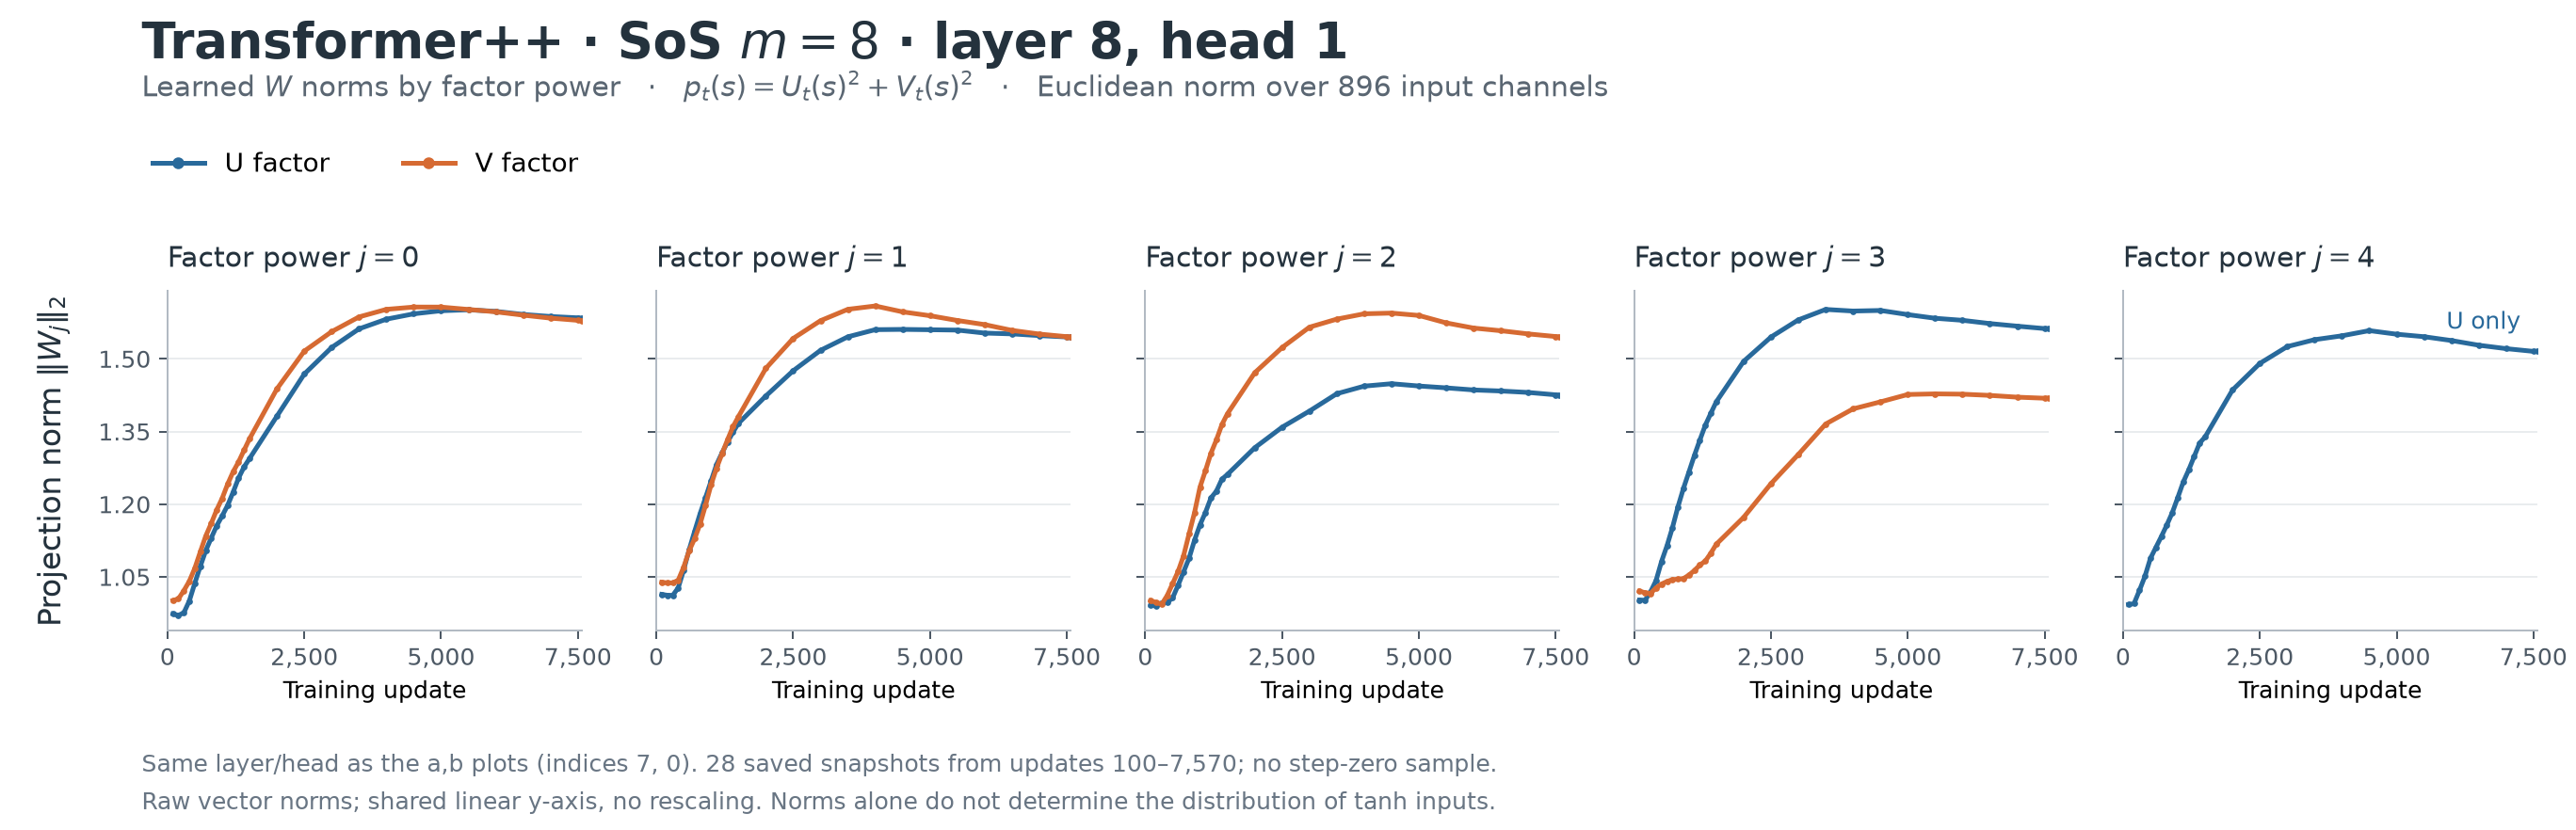 Transformer++ · SoS m = 8 · layer 8, head 1
Learned W norms by factor power · pₜ(s) = Uₜ(s)² + Vₜ(s)² · Euclidean norm over 896 input channels
U factor V factor
Factor power j = 0
Factor power j = 1
Factor power j = 2
Factor power j = 3
Factor power j = 4
Projection norm ||Wⱼ||₂
1.50
1.35
1.20
1.05
U only
0 2,500 5,000 7,500
0 2,500 5,000 7,500
0 2,500 5,000 7,500
0 2,500 5,000 7,500
0 2,500 5,000 7,500
Training update
Training update
Training update
Training update
Training update
Same layer/head as the a,b plots (indices 7, 0). 28 saved snapshots from updates 100–7,570; no step-zero sample.
Raw vector norms; shared linear y-axis, no rescaling. Norms alone do not determine the distribution of tanh inputs.